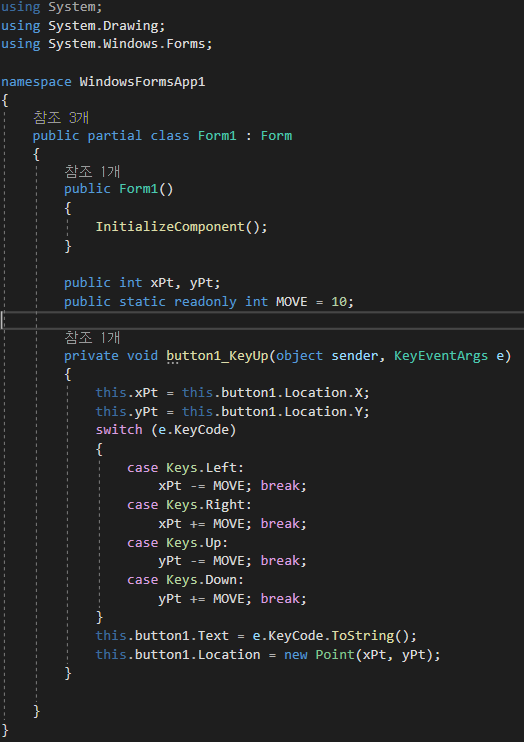 using System;
using System.Drawing;
using System.Windows.Forms;
namespace WindowsFormsApp1
{
참조 3개
public partial class Form1 : Form
{
참조 1개
public Form1()
{
InitializeComponent();
}
public int xPt, yPt;
public static readonly int MOVE = 10;
참조 1개
private void button1_KeyUp(object sender, KeyEventArgs e)
{
this.xPt = this.button1.Location.X;
this.yPt = this.button1.Location.Y;
switch (e.KeyCode)
{
case Keys.Left:
xPt -= MOVE; break;
case Keys.Right:
xPt += MOVE; break;
case Keys.Up:
yPt -= MOVE; break;
case Keys.Down:
yPt += MOVE; break;
}
this.button1.Text = e.KeyCode.ToString();
this.button1.Location = new Point(xPt, yPt);
}
}
}